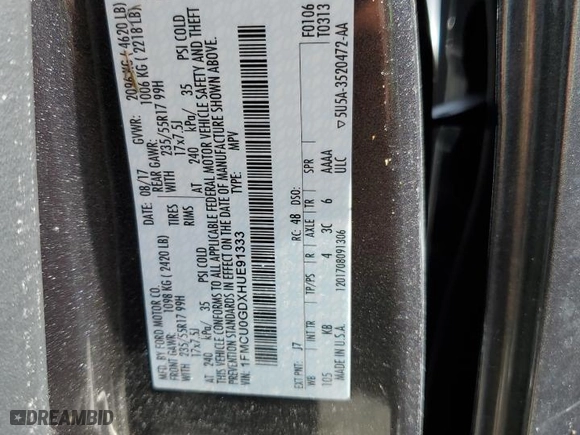 MFD. BY FORD MOTOR CO.
DATE: 08/17 GVWR: 2096 KG ( 4620 LB)
FRONT GAWR: 1098 KG ( 2420 LB) REAR GAWR: 1006 KG ( 2218 LB)
WITH 235/55R17 99H TIRES WITH 235/55R17 99H
17x7.5J RIMS 17x7.5J
AT 240 kPa/ 35 PSI COLD AT 240 kPa/ 35 PSI COLD
THIS VEHICLE CONFORMS TO ALL APPLICABLE FEDERAL MOTOR VEHICLE SAFETY AND THEFT
PREVENTION STANDARDS IN EFFECT ON THE DATE OF MANUFACTURE SHOWN ABOVE.
VIN: 1FMCU0GDXHUE91333 TYPE: MPV
F0106
T0313
EXT PNT: J7 RC: 48 DSO:
WB INT TR TP/PS R AXLE TR SPR
105 KB 4 3C 6 AAAA
1201708091306 ULC
MADE IN U.S.A. 5U5A-3520472-AA
DREAMBID